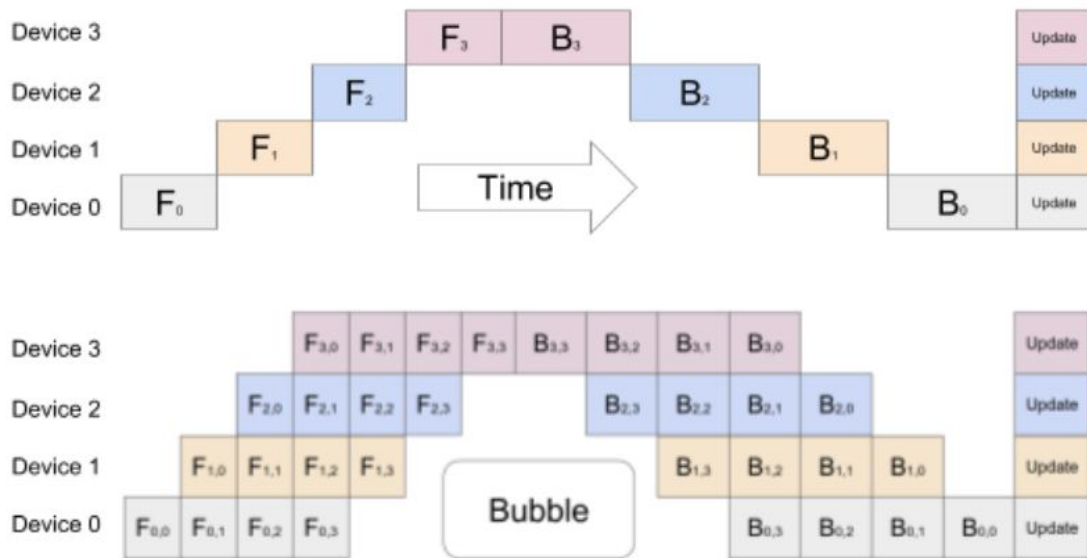 Device 3 F₃ B₃ Update
Device 2 F₂ B₂ Update
Device 1 F₁ B₁ Update
Time
Device 0 F₀ B₀ Update
Device 3 F₃,₀ F₃,₁ F₃,₂ F₃,₃ B₃,₃ B₃,₂ B₃,₁ B₃,₀ Update
Device 2 F₂,₀ F₂,₁ F₂,₂ F₂,₃ B₂,₃ B₂,₂ B₂,₁ B₂,₀ Update
Device 1 F₁,₀ F₁,₁ F₁,₂ F₁,₃ B₁,₃ B₁,₂ B₁,₁ B₁,₀ Update
Bubble
Device 0 F₀,₀ F₀,₁ F₀,₂ F₀,₃ B₀,₃ B₀,₂ B₀,₁ B₀,₀ Update